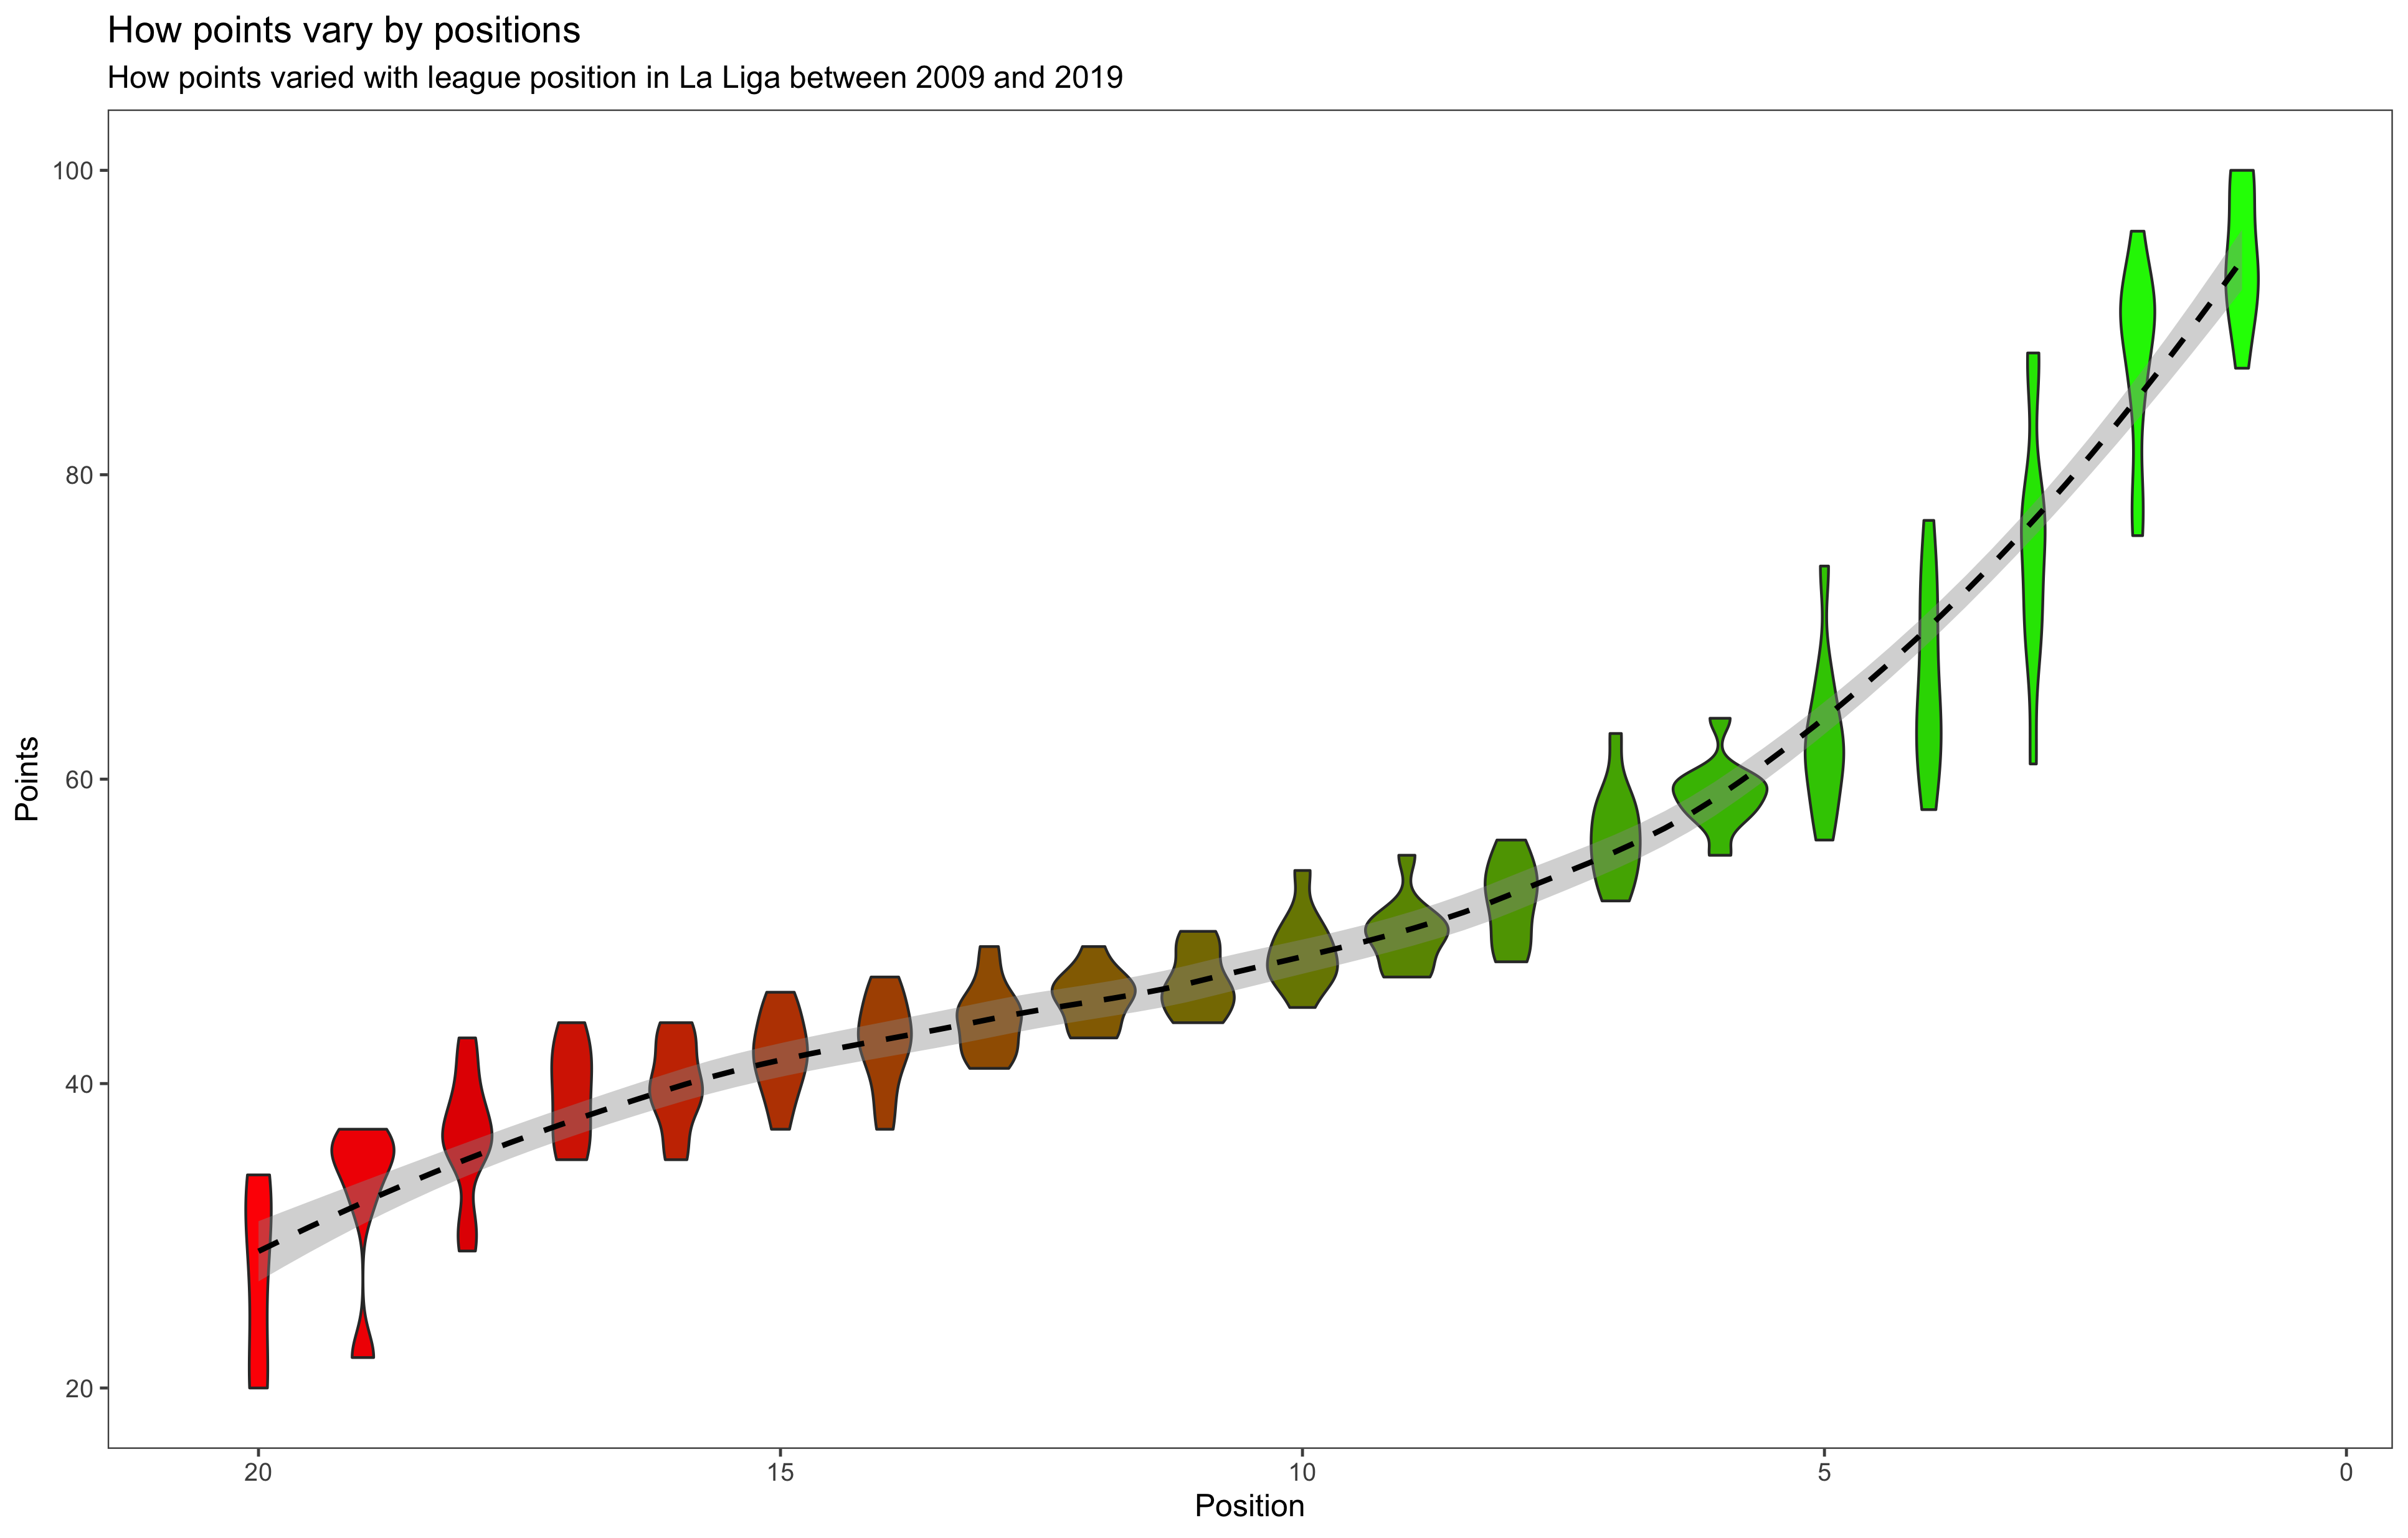 How points vary by positions
How points varied with league position in La Liga between 2009 and 2019
100
80
60
40
20
Points
20 15 10 5 0
Position